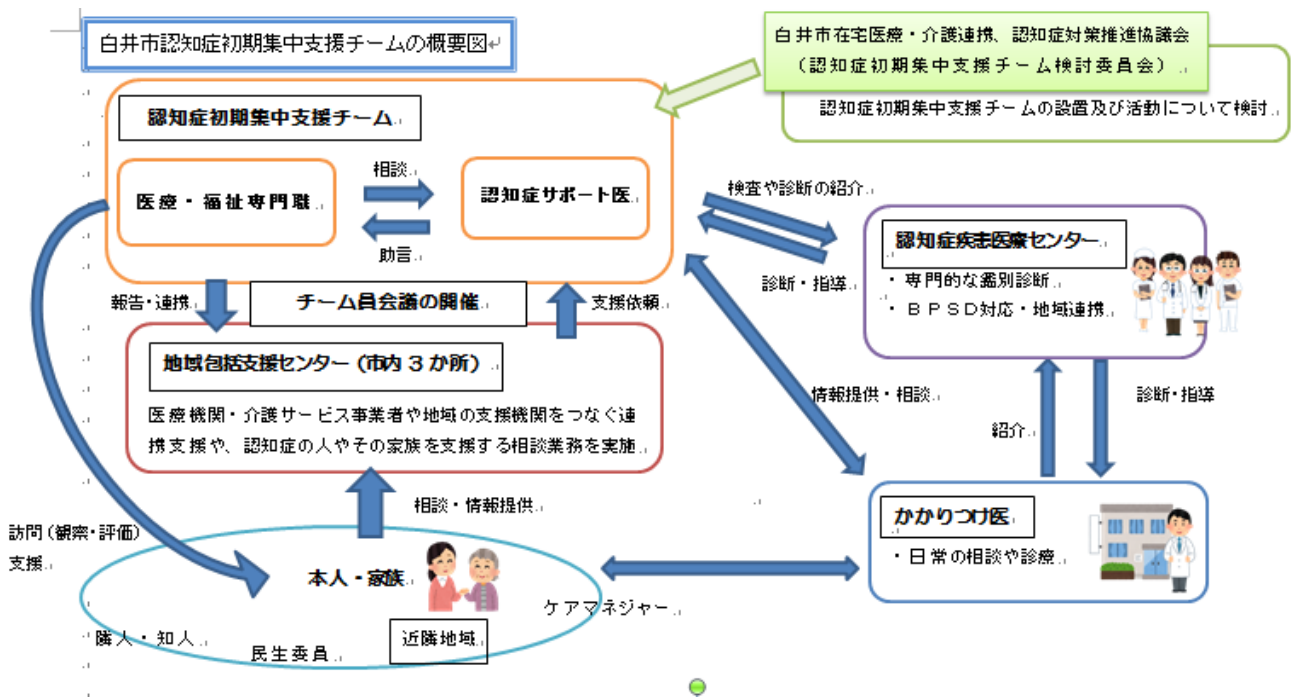 白井市認知症初期集中支援チームの概要図
白井市在宅医療・介護連携、認知症対策推進協議会
（認知症初期集中支援チーム検討委員会）
認知症初期集中支援チームの設置及び活動について検討
認知症初期集中支援チーム
医療・福祉専門職
相談
助言
認知症サポート医
検査や診断の紹介
診断・指導
認知症疾患医療センター
・専門的な鑑別診断
・ＢＰＳＤ対応・地域連携
報告・連携
チーム員会議の開催
支援依頼
地域包括支援センター（市内３か所）
医療機関・介護サービス事業者や地域の支援機関をつなぐ連
携支援や、認知症の人やその家族を支援する相談業務を実施
情報提供・相談
紹介
診断・指導
相談・情報提供
かかりつけ医
・日常の相談や診療
訪問（観察・評価）
支援
本人・家族
ケアマネジャー
隣人・知人
民生委員
近隣地域